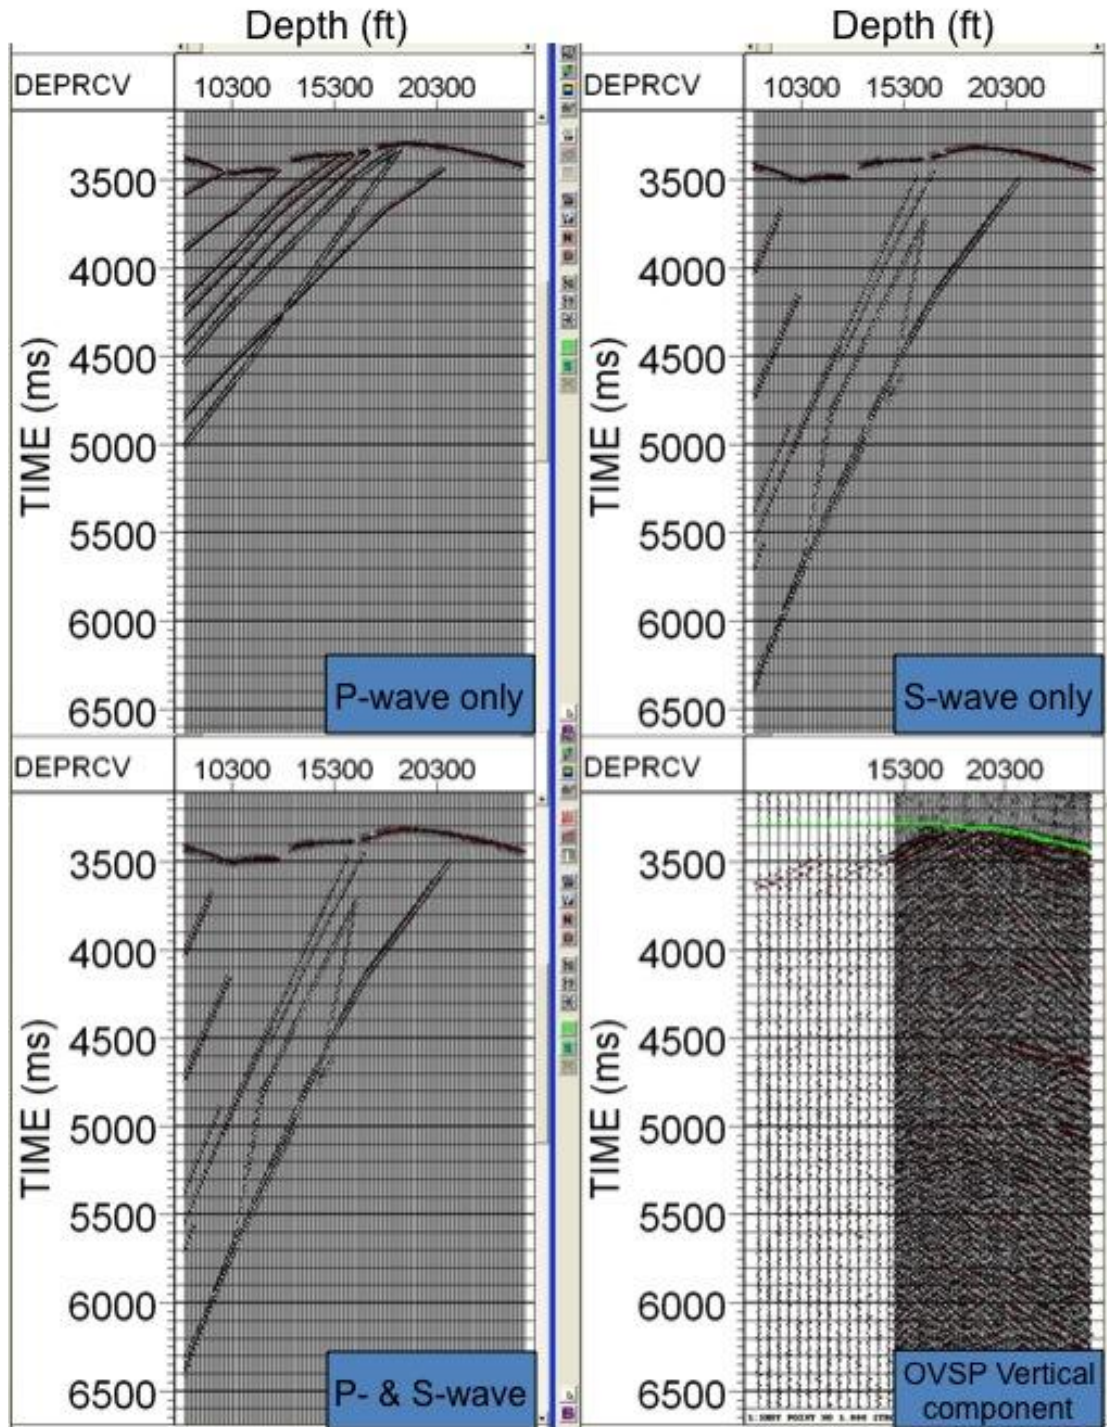 Depth (ft)
Depth (ft)
DEPRCV
10300 15300 20300
DEPRCV
10300 15300 20300
3500
4000
4500
5000
5500
6000
6500
TIME (ms)
P-wave only
3500
4000
4500
5000
5500
6000
6500
TIME (ms)
S-wave only
DEPRCV
10300 15300 20300
DEPRCV
15300 20300
3500
4000
4500
5000
5500
6000
6500
TIME (ms)
P- & S-wave
3500
4000
4500
5000
5500
6000
6500
TIME (ms)
OVSP Vertical
component